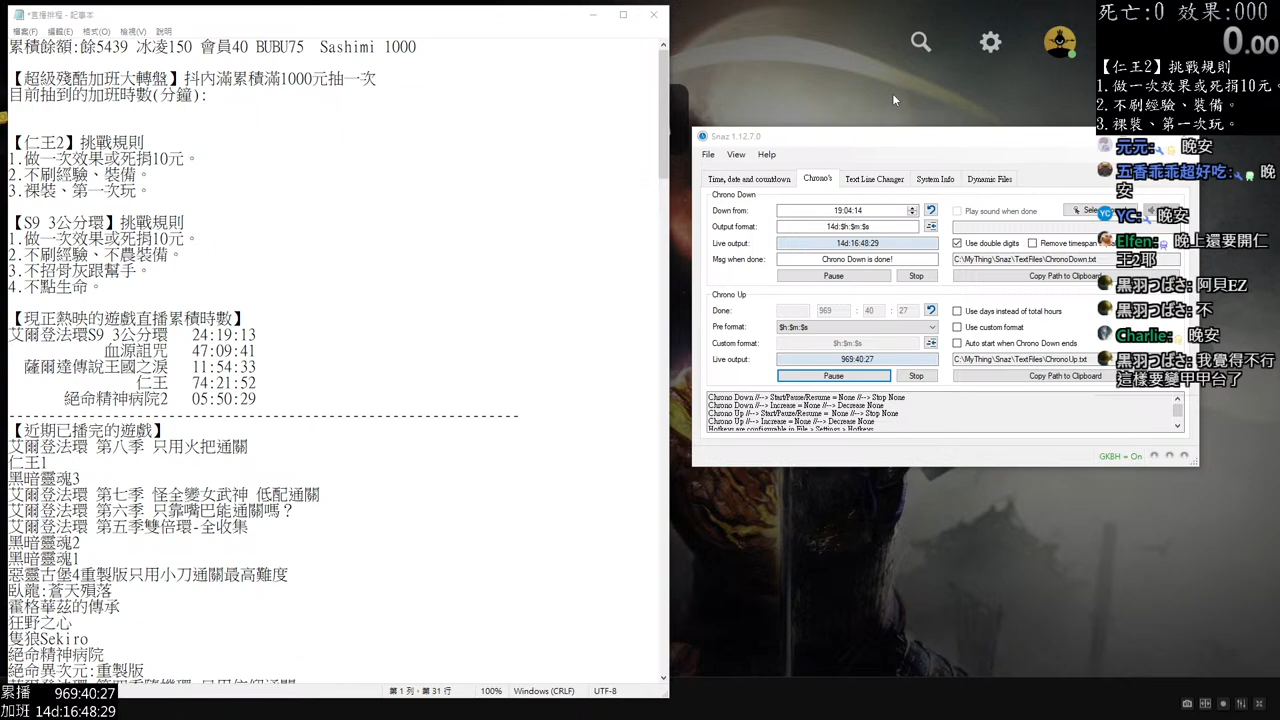 *直播排程 - 記事本
檔案(F) 編輯(E) 格式(O) 檢視(V) 說明
累積餘額:餘5439 冰凌150 會員40 BUBU75 Sashimi 1000
【超級殘酷加班大轉盤】抖內滿累積滿1000元抽一次
目前抽到的加班時數(分鐘):
【仁王2】挑戰規則
1.做一次效果或死捐10元。
2.不刷經驗、裝備。
3.裸裝、第一次玩。
【S9 3公分環】挑戰規則
1.做一次效果或死捐10元。
2.不刷經驗、不農裝備。
3.不招骨灰跟幫手。
4.不點生命。
【現正熱映的遊戲直播累積時數】
艾爾登法環S9 3公分環 24:19:13
血源詛咒 47:09:41
薩爾達傳說王國之淚 11:54:33
仁王 74:21:52
絕命精神病院2 05:50:29
【近期已播完的遊戲】
艾爾登法環 第八季 只用火把通關
仁王1
黑暗靈魂3
艾爾登法環 第七季 怪全變女武神 低配通關
艾爾登法環 第六季 只靠嘴巴能通關嗎？
艾爾登法環 第五季雙倍環-全收集
黑暗靈魂2
黑暗靈魂1
惡靈古堡4重製版只用小刀通關最高難度
臥龍:蒼天殞落
霍格華茲的傳承
狂野之心
隻狼Sekiro
絕命精神病院
絕命異次元:重製版
第 1 列，第 31 行 100% Windows (CRLF) UTF-8
累播 969:40:27
加班 14d:16:48:29
Snaz 1.12.7.0
File View Help
Time, date and countdown Chrono's Text Line Changer System Info Dynamic Files
Chrono Down
Down from: 19:04:14 Play sound when done
Output format: 14d:$h:$m:$s
Live output: 14d:16:48:29 Use double digits Remove timespan
Msg when done: Chrono Down is done! C:\MyThing\Snaz\TextFiles\ChronoDown.txt
Pause Stop Copy Path to Clipboard
Chrono Up
Done: 969 : 40 : 27 Use days instead of total hours
Pre format: $h:$m:$s Use custom format
Custom format: $h:$m:$s Auto start when Chrono Down ends
Live output: 969:40:27 C:\MyThing\Snaz\TextFiles\ChronoUp.txt
Pause Stop Copy Path to Clipboard
Chrono Down //--> Start/Pause/Resume = None //--> Stop None
Chrono Down //--> Increase = None //--> Decrease None
Chrono Up //--> Start/Pause/Resume = None //--> Stop None
Chrono Up //--> Increase = None //--> Decrease None
Hotkeys are configurable in File > Settings > Hotkeys
GKBH = On
死亡:0 效果:000
0.00
【仁王2】挑戰規則
1.做一次效果或死捐10元。
2.不刷經驗、裝備。
3.裸裝、第一次玩。
元元: 晚安
五香乖乖超好吃: 晚
安
YC: 晚安
Elfen: 晚上還要開仁
王2耶
黒羽つばさ: 阿貝EZ
黒羽つばさ: 不
Charlie: 晚安
黒羽つばさ: 我覺得不行
這樣要變甲甲台了